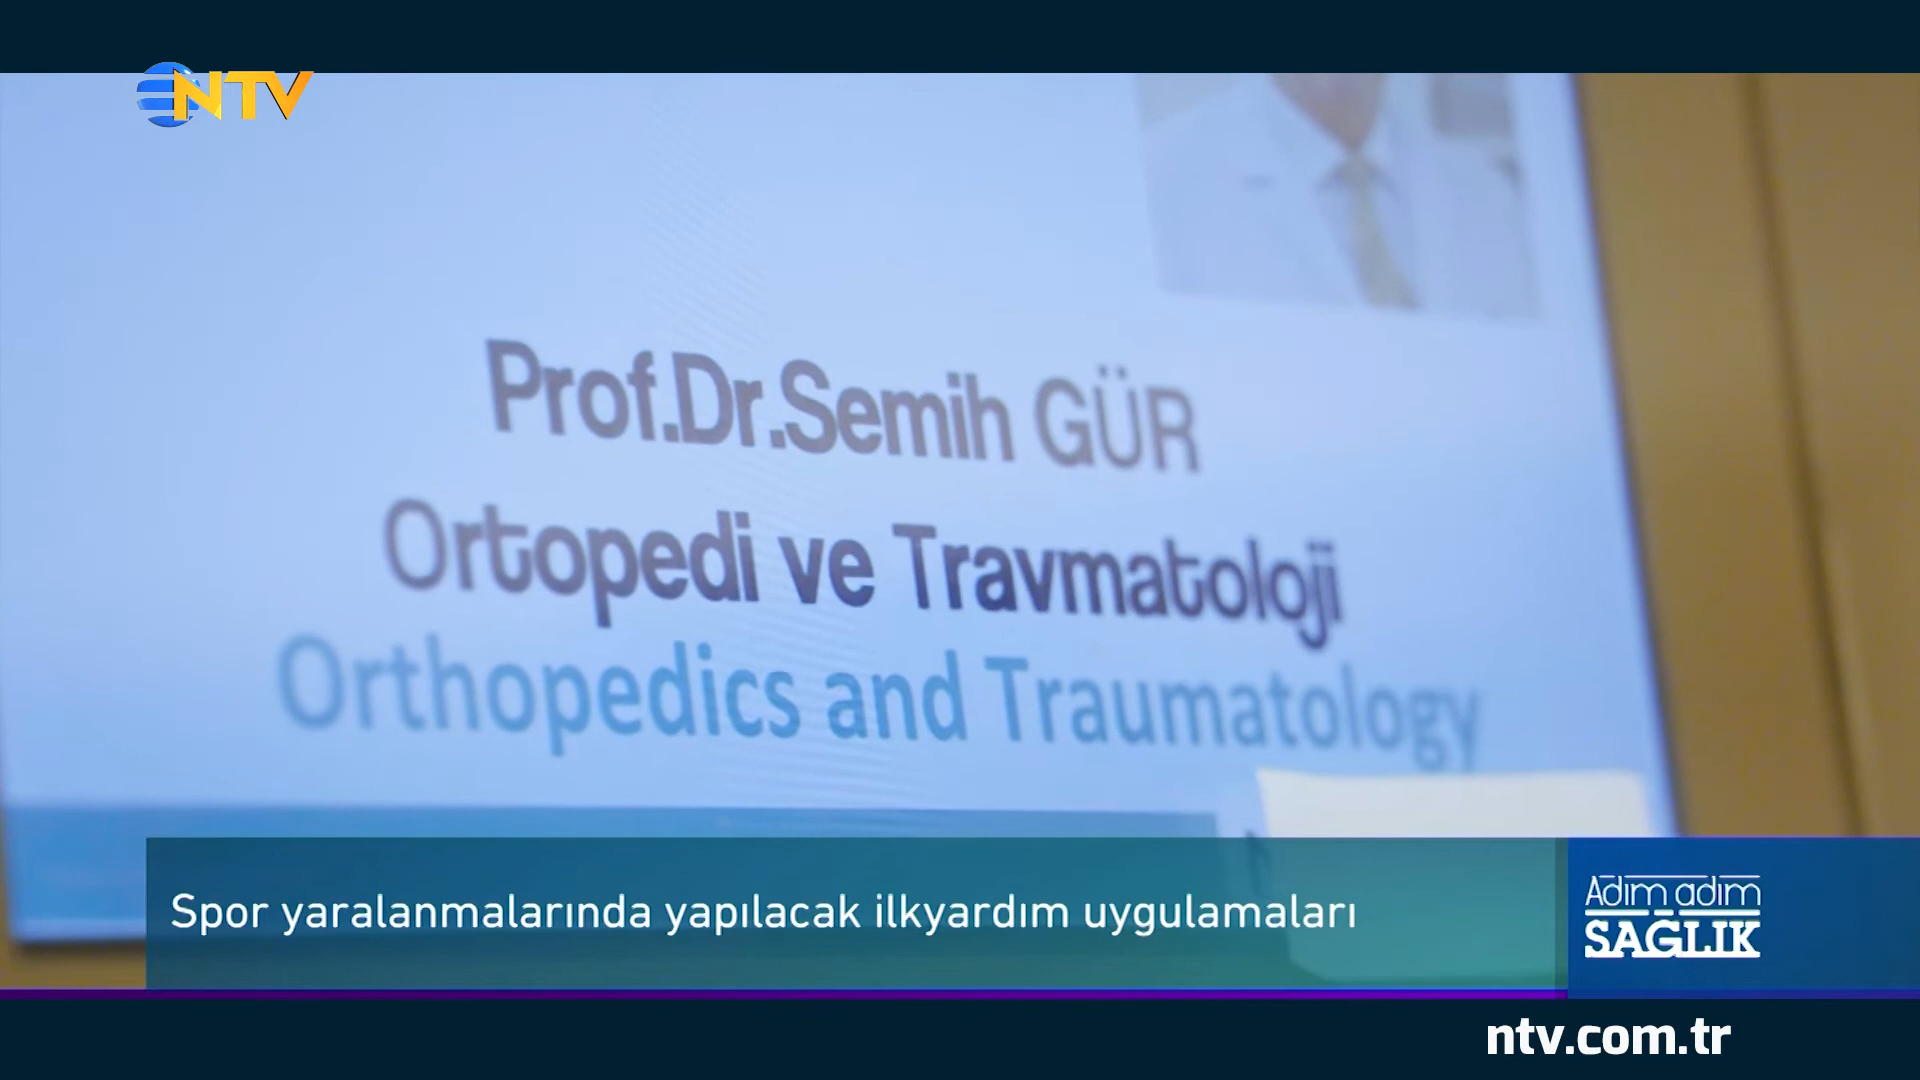 NTV
Prof.Dr.Semih GÜR
Ortopedi ve Travmatoloji
Orthopedics and Traumatology
Spor yaralanmalarında yapılacak ilkyardım uygulamaları
Adım adım
SAĞLIK
ntv.com.tr